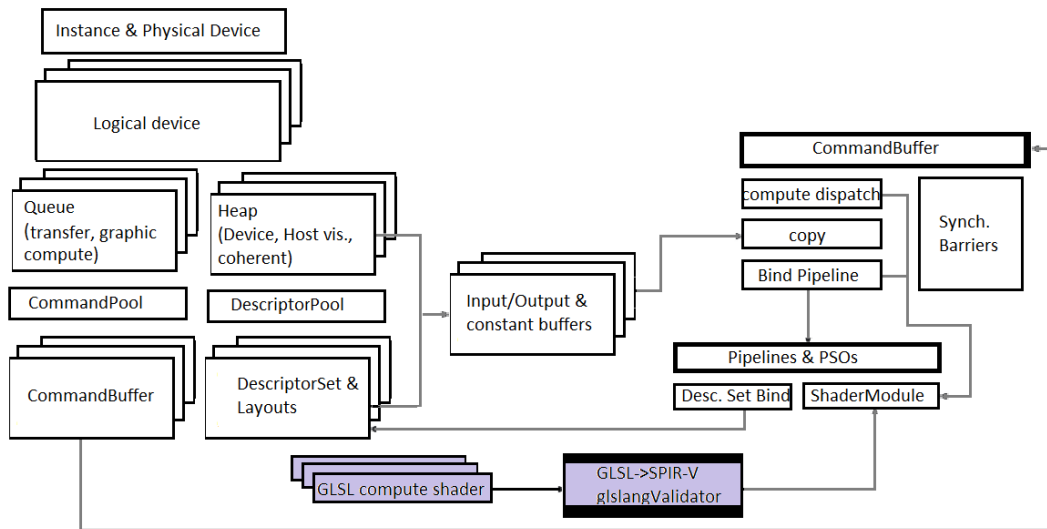 Instance & Physical Device
Logical device
Queue
(transfer, graphic
compute)
Heap
(Device, Host vis.,
coherent)
CommandPool
DescriptorPool
CommandBuffer
DescriptorSet &
Layouts
Input/Output &
constant buffers
CommandBuffer
compute dispatch
copy
Bind Pipeline
Synch.
Barriers
Pipelines & PSOs
Desc. Set Bind
ShaderModule
GLSL compute shader
GLSL->SPIR-V
glslangValidator